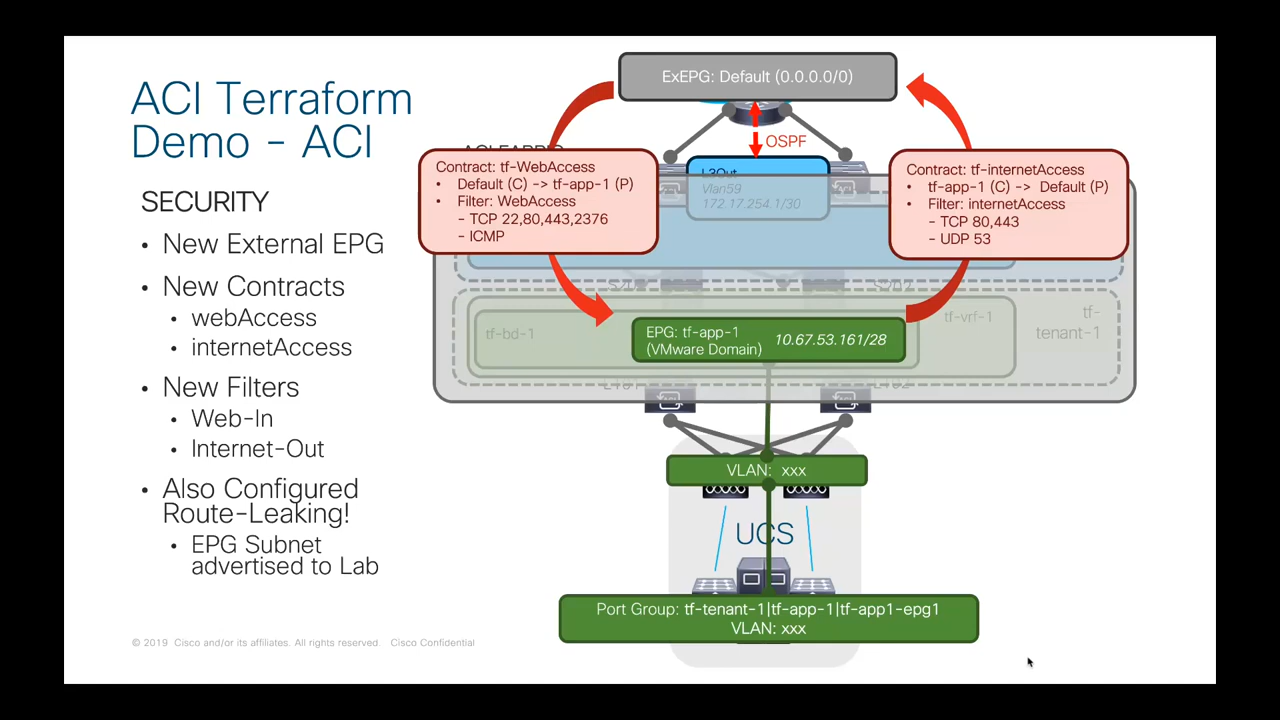 ACI Terraform
Demo - ACI
SECURITY
• New External EPG
• New Contracts
• webAccess
• internetAccess
• New Filters
• Web-In
• Internet-Out
• Also Configured
Route-Leaking!
• EPG Subnet
advertised to Lab
© 2019 Cisco and/or its affiliates. All rights reserved. Cisco Confidential
ExEPG: Default (0.0.0.0/0)
OSPF
Contract: tf-WebAccess
• Default (C) -> tf-app-1 (P)
• Filter: WebAccess
- TCP 22,80,443,2376
- ICMP
L3Out
Vlan59
172.17.254.1/30
Contract: tf-internetAccess
• tf-app-1 (C) -> Default (P)
• Filter: internetAccess
- TCP 80,443
- UDP 53
tf-bd-1
EPG: tf-app-1
(VMware Domain)
10.67.53.161/28
tf-vrf-1
tf-
tenant-1
VLAN: xxx
UCS
Port Group: tf-tenant-1|tf-app-1|tf-app1-epg1
VLAN: xxx